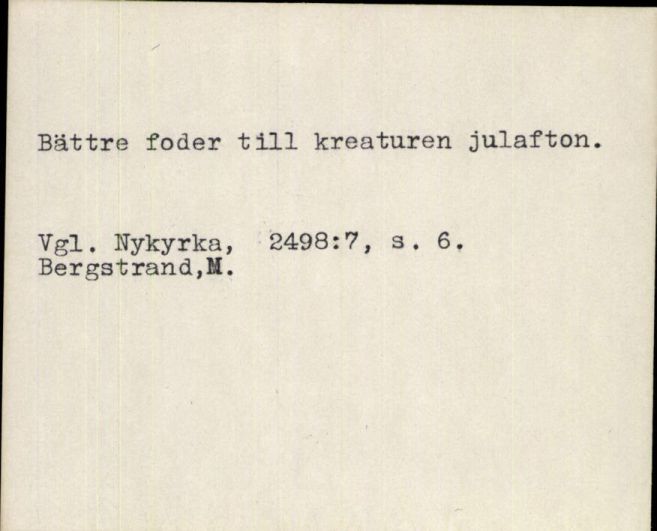 Bättre foder till kreaturen julafton.
Vgl. Nykyrka, 2498:7, s. 6.
Bergstrand,M.